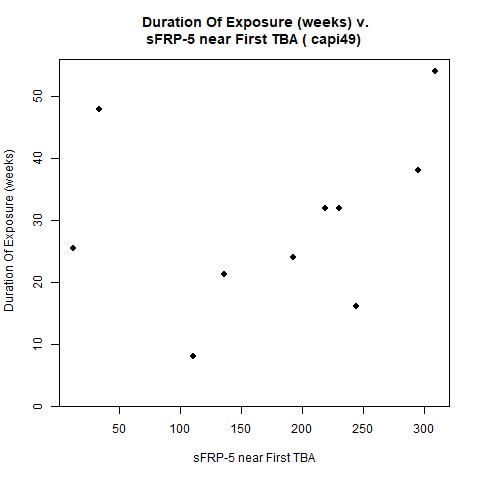 Duration Of Exposure (weeks) v.
sFRP-5 near First TBA ( capi49)
Duration Of Exposure (weeks)
50
40
30
20
10
0
50 100 150 200 250 300
sFRP-5 near First TBA